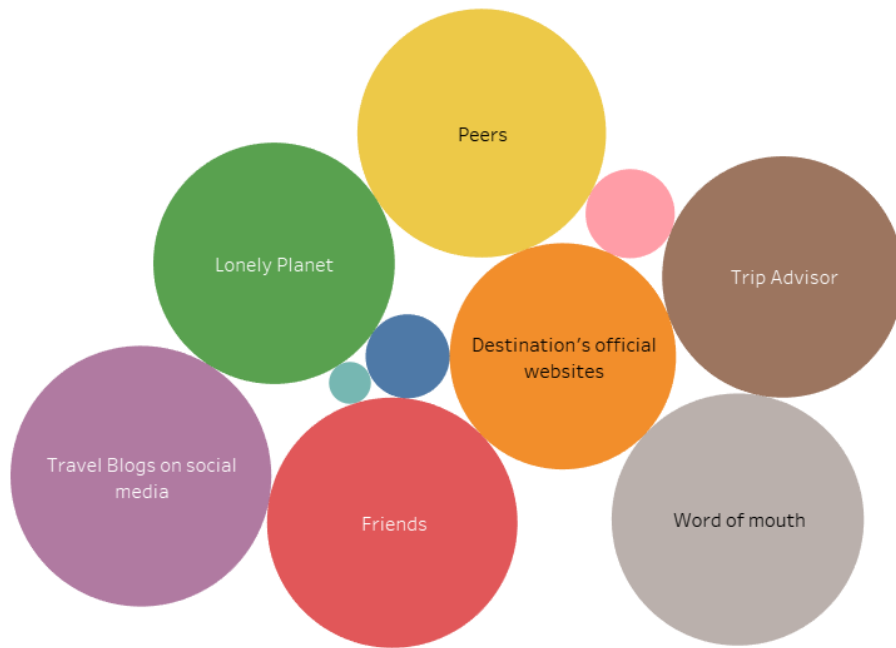 Peers
Lonely Planet
Trip Advisor
Destination’s official
websites
Travel Blogs on social
media
Friends
Word of mouth